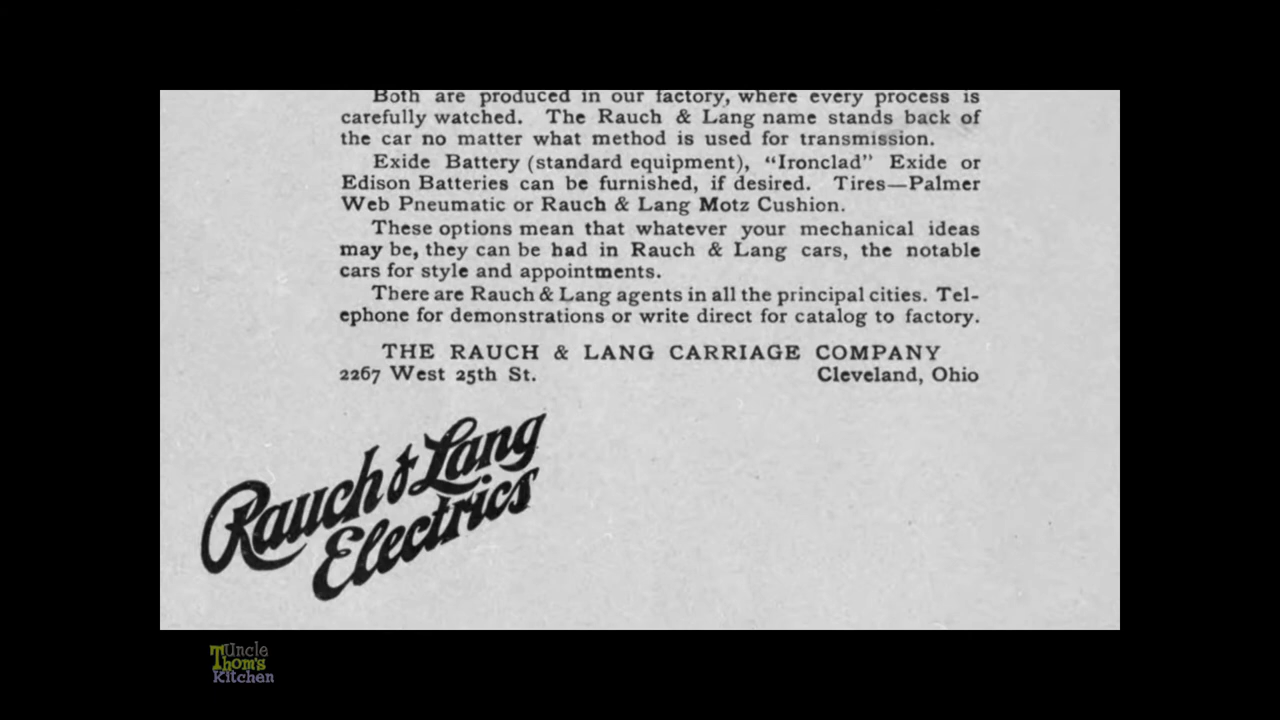 Both are produced in our factory, where every process is
carefully watched. The Rauch & Lang name stands back of
the car no matter what method is used for transmission.
Exide Battery (standard equipment), “Ironclad” Exide or
Edison Batteries can be furnished, if desired. Tires—Palmer
Web Pneumatic or Rauch & Lang Motz Cushion.
These options mean that whatever your mechanical ideas
may be, they can be had in Rauch & Lang cars, the notable
cars for style and appointments.
There are Rauch & Lang agents in all the principal cities. Tel-
ephone for demonstrations or write direct for catalog to factory.
THE RAUCH & LANG CARRIAGE COMPANY
2267 West 25th St. Cleveland, Ohio
Rauch & Lang
Electrics
Uncle
Thom's
Kitchen